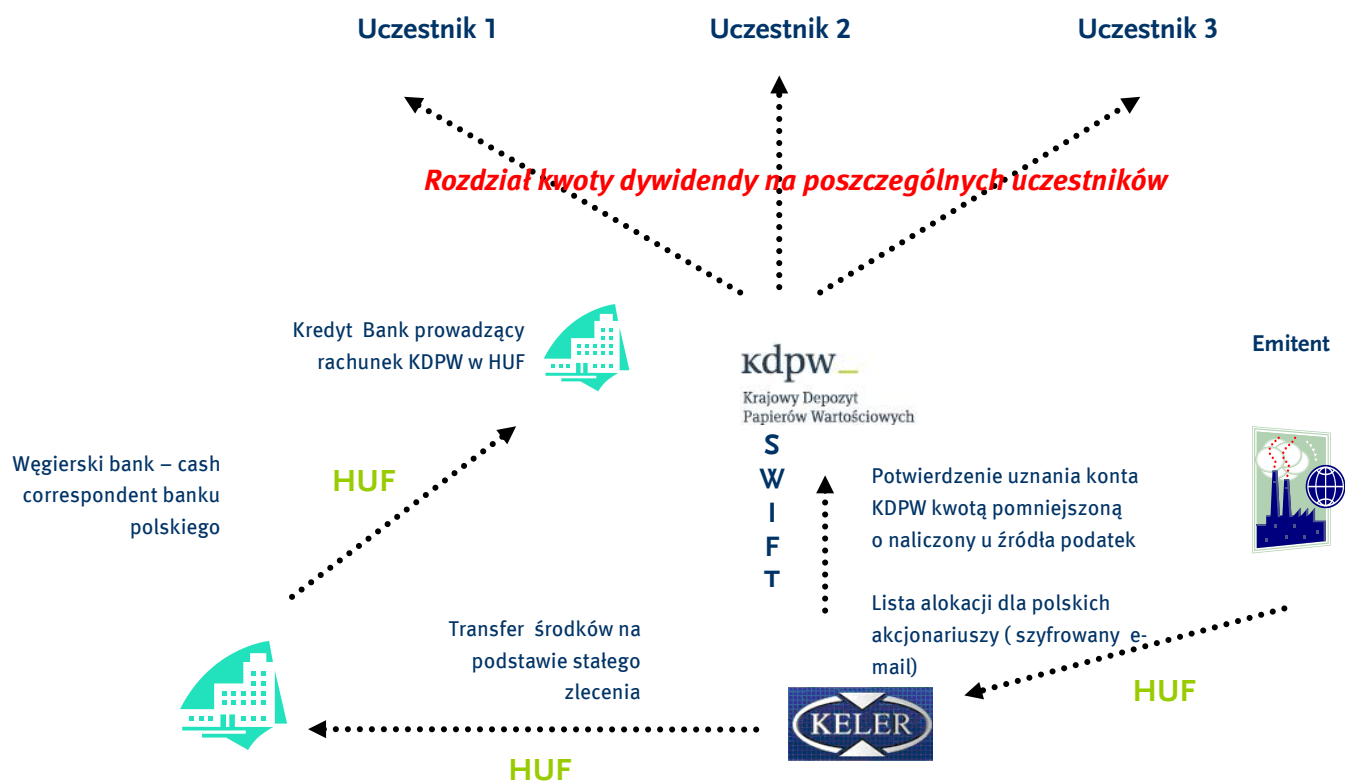 Uczestnik 1
Uczestnik 2
Uczestnik 3
Rozdział kwoty dywidendy na poszczególnych uczestników
Kredyt Bank prowadzący
rachunek KDPW w HUF
kdpw_
Krajowy Depozyt
Papierów Wartościowych
Emitent
Węgierski bank – cash
correspondent banku
polskiego
HUF
S
W
I
F
T
Potwierdzenie uznania konta
KDPW kwotą pomniejszoną
o naliczony u źródła podatek
Lista alokacji dla polskich
akcjonariuszy ( szyfrowany e-
mail)
Transfer środków na
podstawie stałego
zlecenia
HUF
KELER
HUF